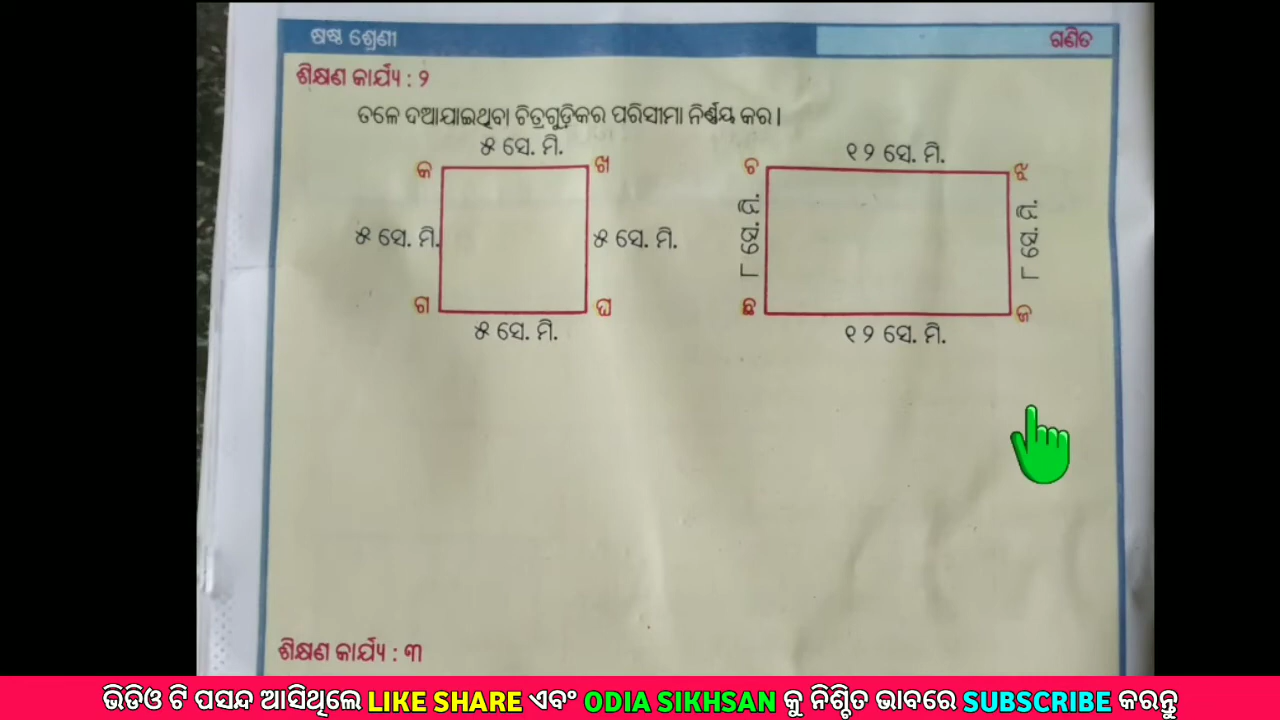 ଷଷ୍ଠ ଶ୍ରେଣୀ
ଗଣିତ
ଶିକ୍ଷଣ କାର୍ଯ୍ୟ : ୨
ତଳେ ଦଆଯାଇଥିବା ଚିତ୍ରଗୁଡ଼ିକର ପରିସୀମା ନିର୍ଣ୍ଣୟ କର ।
୫ ସେ. ମି.
୧୨ ସେ. ମି.
କ
ଖ
ଚ
ଝ
୫ ସେ. ମି.
୫ ସେ. ମି.
୮ ସେ. ମି.
୮ ସେ. ମି.
ଗ
ଘ
ଛ
ଜ
୫ ସେ. ମି.
୧୨ ସେ. ମି.
ଶିକ୍ଷଣ କାର୍ଯ୍ୟ : ୩
ଭିଡିଓ ଟି ପସନ୍ଦ ଆସିଥିଲେ LIKE SHARE ଏବଂ ODIA SIKHSAN କୁ ନିଶ୍ଚିତ ଭାବରେ SUBSCRIBE କରନ୍ତୁ